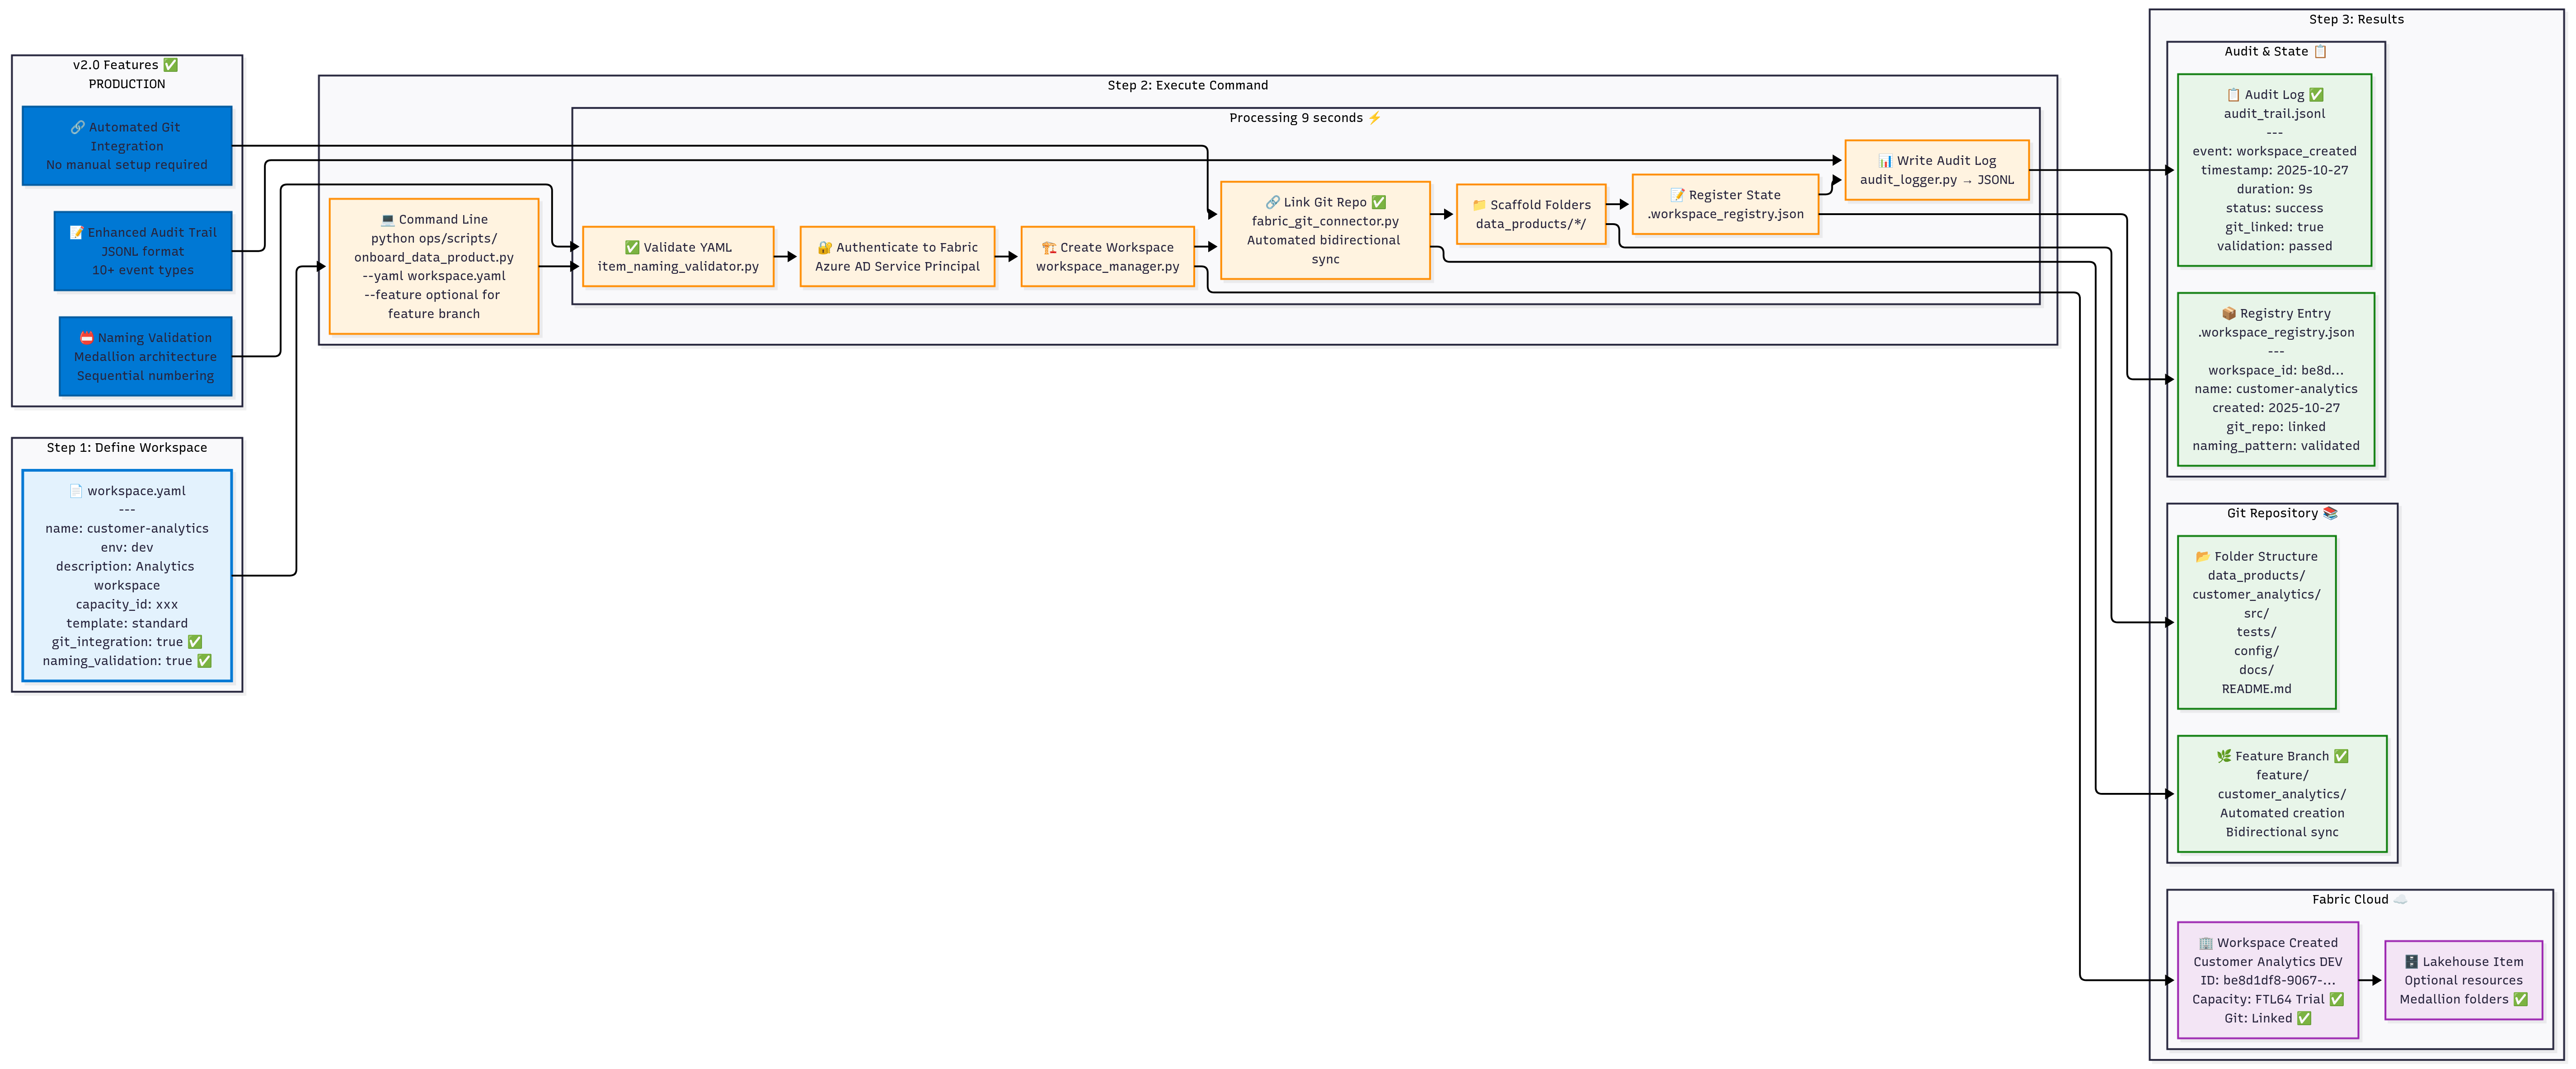 v2.0 Features ✅
PRODUCTION
🔗 Automated Git
Integration
No manual setup required
📝 Enhanced Audit Trail
JSONL format
10+ event types
📛 Naming Validation
Medallion architecture
Sequential numbering
Step 1: Define Workspace
📄 workspace.yaml
---
name: customer-analytics
env: dev
description: Analytics
workspace
capacity_id: xxx
template: standard
git_integration: true ✅
naming_validation: true ✅
Step 2: Execute Command
💻 Command Line
python ops/scripts/
onboard_data_product.py
--yaml workspace.yaml
--feature optional for
feature branch
Processing 9 seconds ⚡
✅ Validate YAML
item_naming_validator.py
🔐 Authenticate to Fabric
Azure AD Service Principal
🏗️ Create Workspace
workspace_manager.py
🔗 Link Git Repo ✅
fabric_git_connector.py
Automated bidirectional
sync
📁 Scaffold Folders
data_products/*/
📝 Register State
.workspace_registry.json
📊 Write Audit Log
audit_logger.py → JSONL
Step 3: Results
Audit & State 📋
📋 Audit Log ✅
audit_trail.jsonl
---
event: workspace_created
timestamp: 2025-10-27
duration: 9s
status: success
git_linked: true
validation: passed
📦 Registry Entry
.workspace_registry.json
---
workspace_id: be8d...
name: customer-analytics
created: 2025-10-27
git_repo: linked
naming_pattern: validated
Git Repository 📚
📂 Folder Structure
data_products/
customer_analytics/
src/
tests/
config/
docs/
README.md
🌿 Feature Branch ✅
feature/
customer_analytics/
Automated creation
Bidirectional sync
Fabric Cloud ☁️
🏢 Workspace Created
Customer Analytics DEV
ID: be8d1df8-9067-...
Capacity: FTL64 Trial ✅
Git: Linked ✅
🗄️ Lakehouse Item
Optional resources
Medallion folders ✅